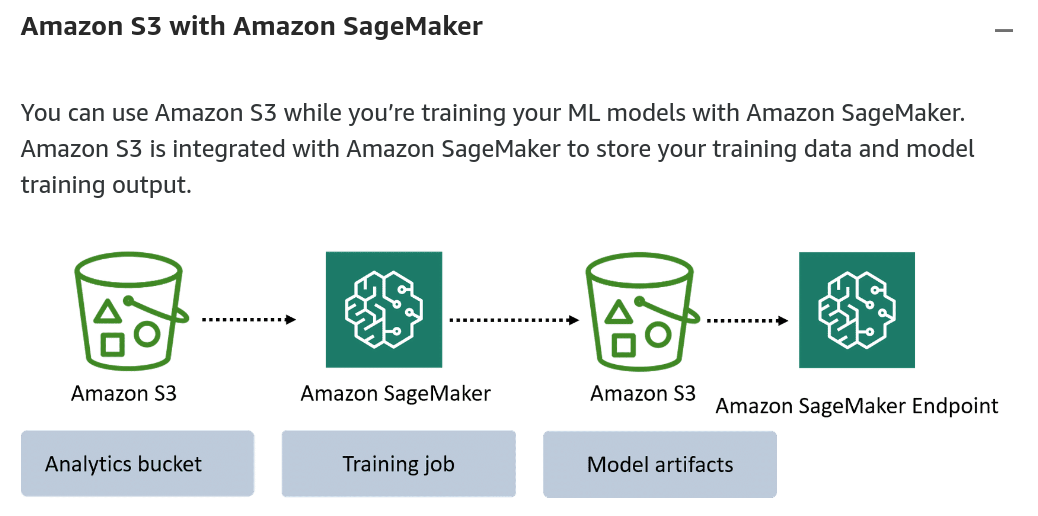 Amazon S3 with Amazon SageMaker
You can use Amazon S3 while you’re training your ML models with Amazon SageMaker.
Amazon S3 is integrated with Amazon SageMaker to store your training data and model
training output.
Amazon S3
Amazon SageMaker
Amazon S3
Amazon SageMaker Endpoint
Analytics bucket
Training job
Model artifacts